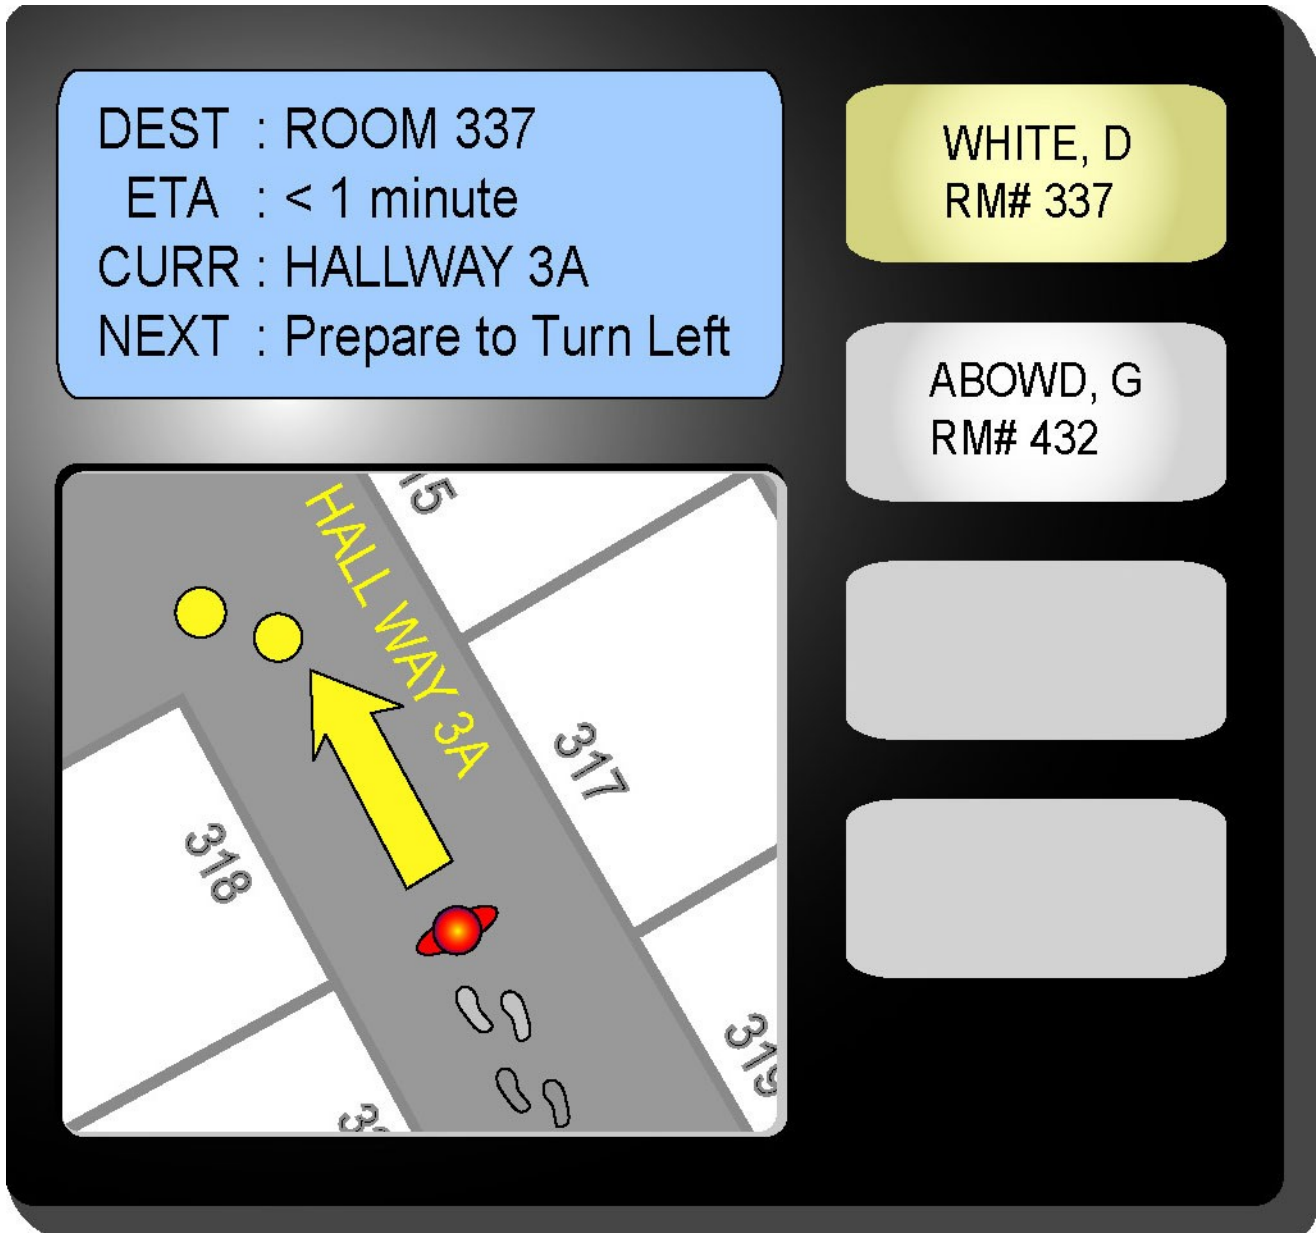 DEST : ROOM 337
ETA : < 1 minute
CURR : HALLWAY 3A
NEXT : Prepare to Turn Left
WHITE, D
RM# 337
ABOWD, G
RM# 432
HALL WAY 3A
317
318
319